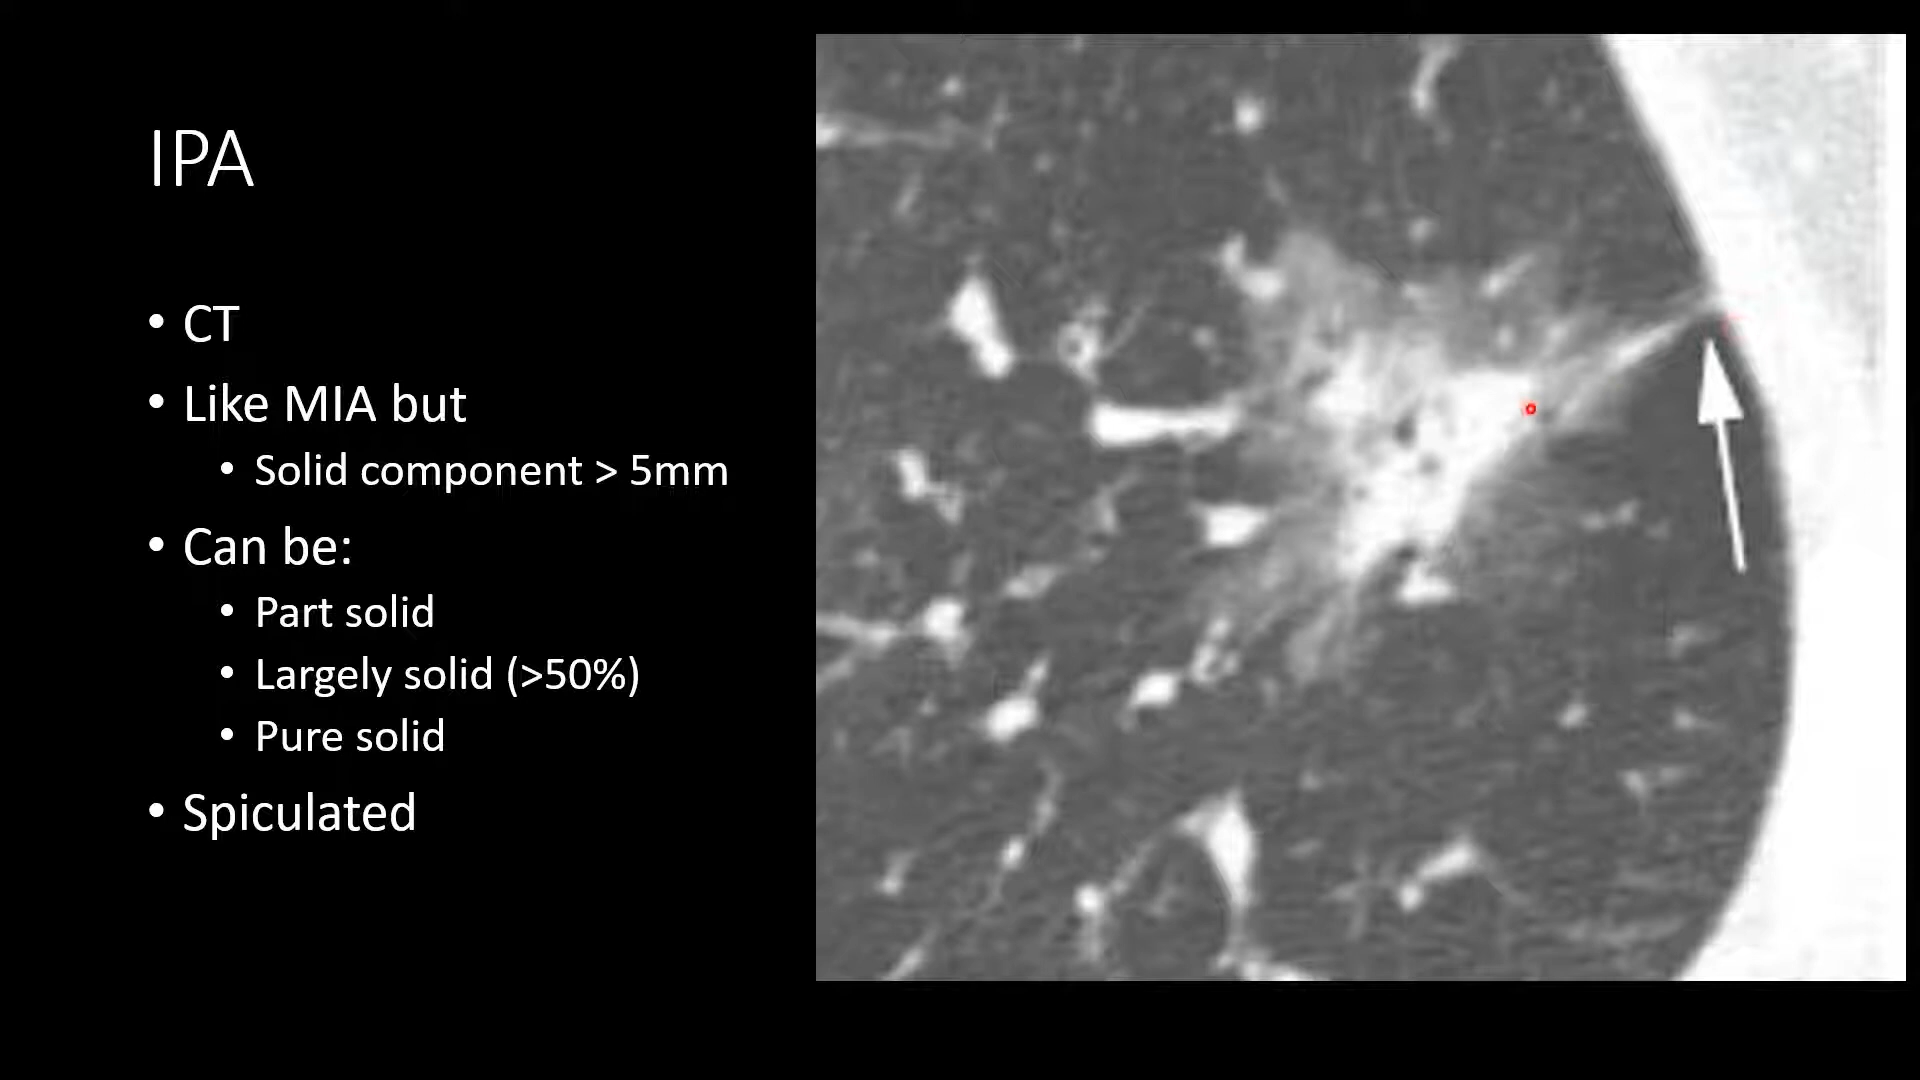 IPA
• CT
• Like MIA but
• Solid component > 5mm
• Can be:
• Part solid
• Largely solid (>50%)
• Pure solid
• Spiculated